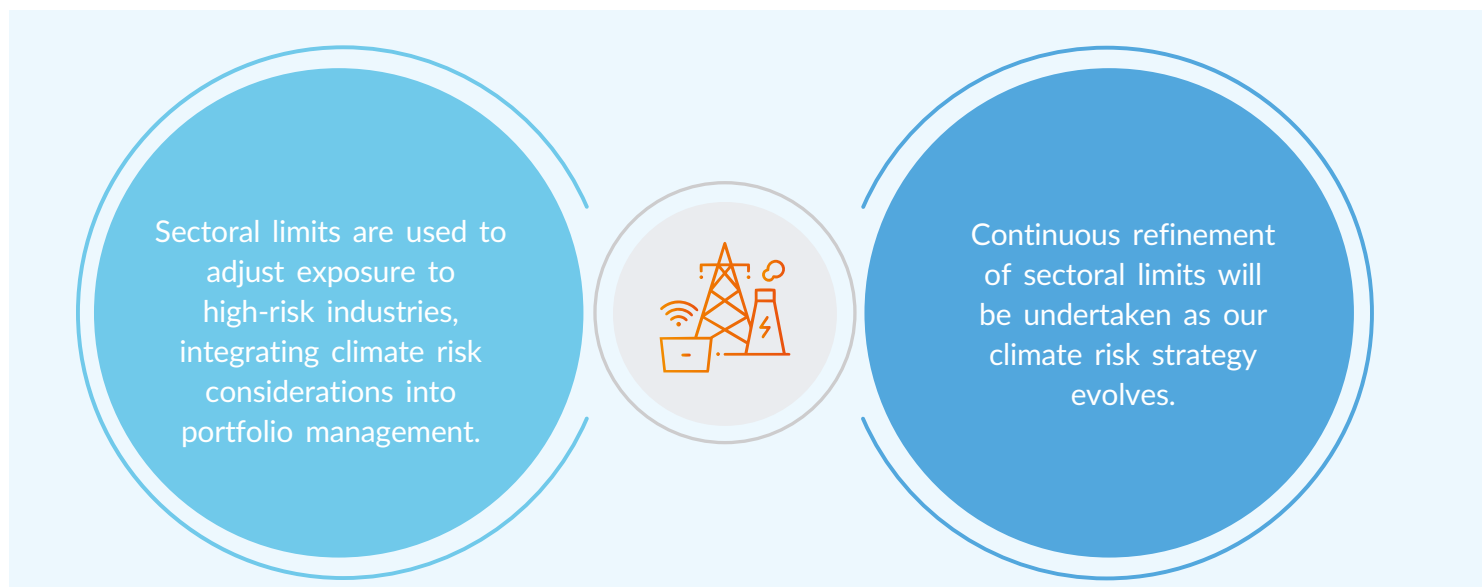 Sectoral limits are used to
adjust exposure to
high-risk industries,
integrating climate risk
considerations into
portfolio management.
Continuous refinement
of sectoral limits will
be undertaken as our
climate risk strategy
evolves.